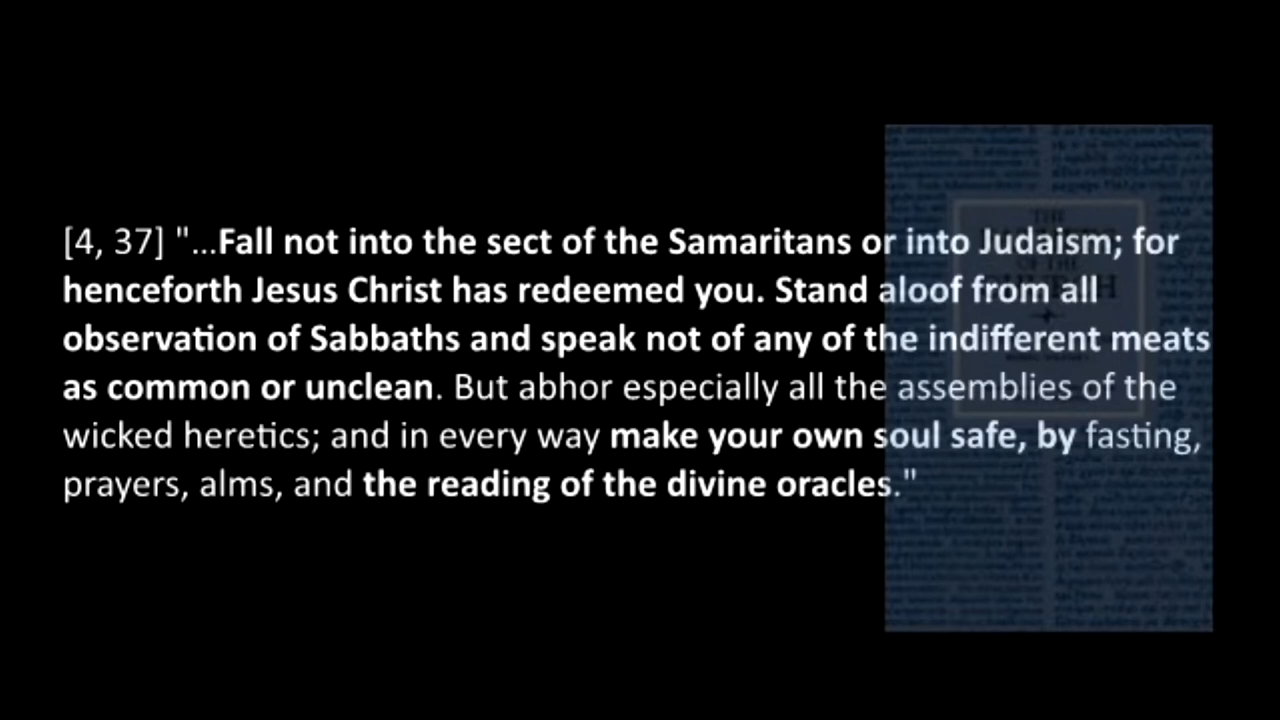 [4, 37] "...Fall not into the sect of the Samaritans or into Judaism; for
henceforth Jesus Christ has redeemed you. Stand aloof from all
observation of Sabbaths and speak not of any of the indifferent meats
as common or unclean. But abhor especially all the assemblies of the
wicked heretics; and in every way make your own soul safe, by fasting,
prayers, alms, and the reading of the divine oracles."
THE
OF THE